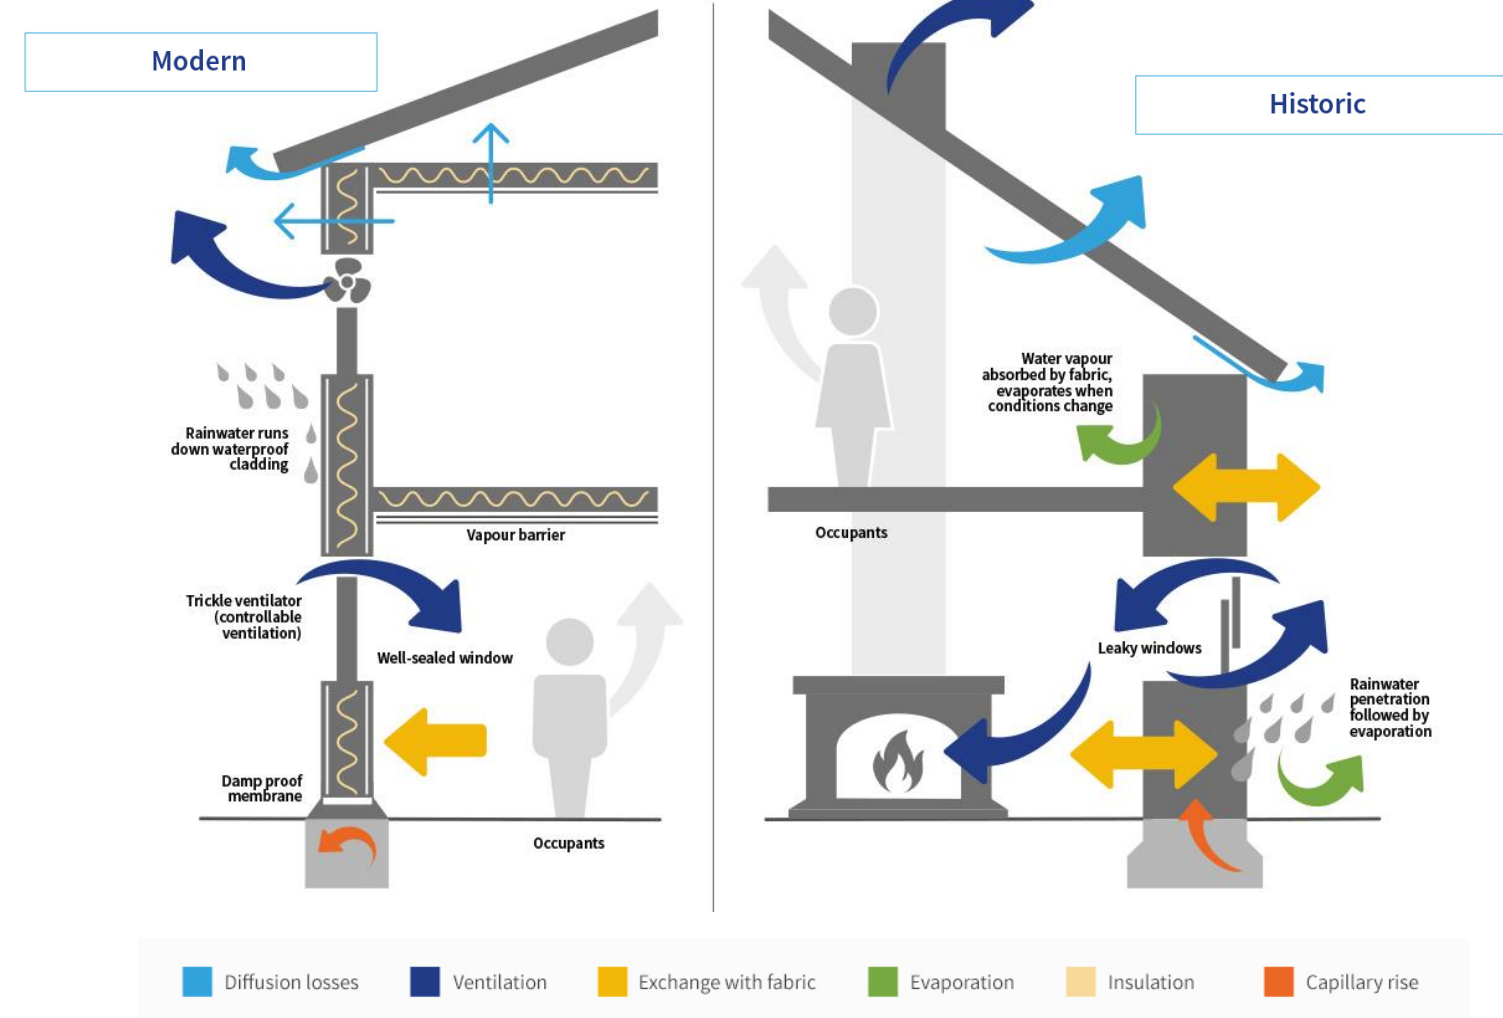 Modern
Historic
Rainwater runs
down waterproof
cladding
Vapour barrier
Trickle ventilator
(controllable
ventilation)
Well-sealed window
Damp proof
membrane
Occupants
Water vapour
absorbed by fabric,
evaporates when
conditions change
Occupants
Leaky windows
Rainwater
penetration
followed by
evaporation
Diffusion losses
Ventilation
Exchange with fabric
Evaporation
Insulation
Capillary rise